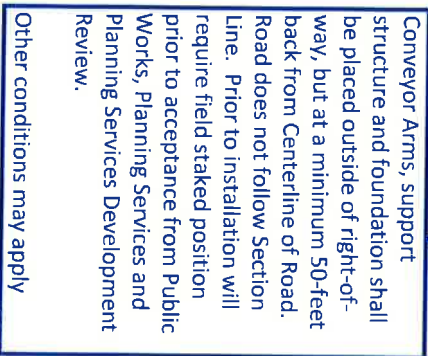 Conveyor Arms, support
structure and foundation shall
be placed outside of right-of-
way, but at a minimum 50-feet
back from Centerline of Road.
Road does not follow Section
Line. Prior to installation will
require field staked position
prior to acceptance from Public
Works, Planning Services and
Planning Services Development
Review.
Other conditions may apply